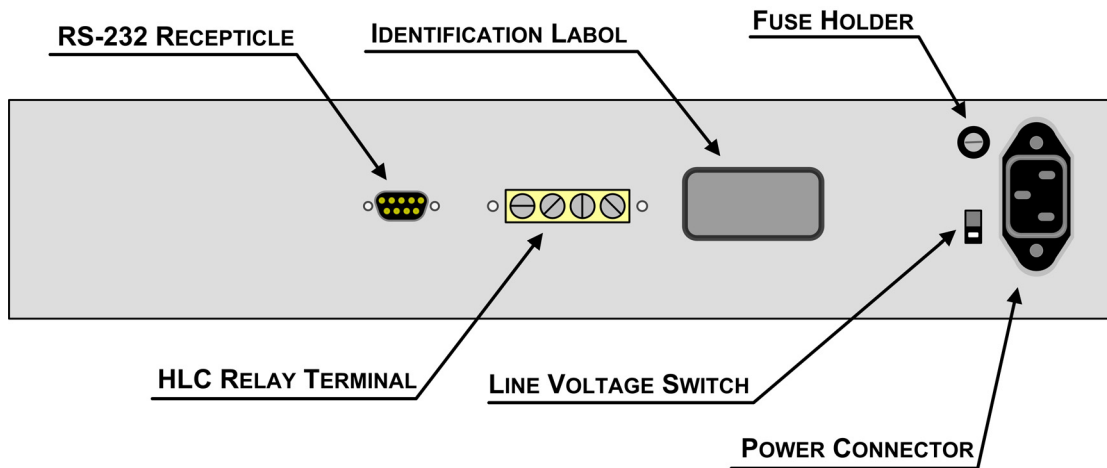 FUSE HOLDER
RS-232 RECEPTICLE
IDENTIFICATION LABOL
HLC RELAY TERMINAL
LINE VOLTAGE SWITCH
POWER CONNECTOR